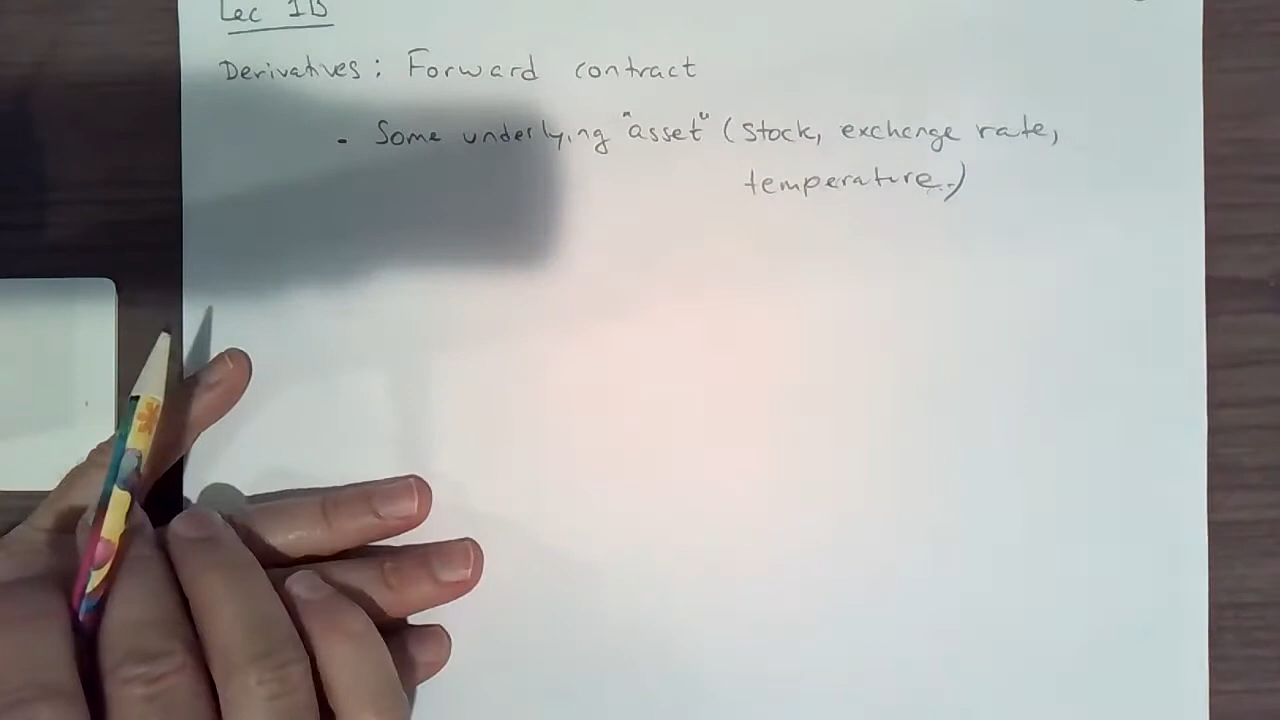 Lec 1B
Derivatives: Forward contract
- Some underlying "asset" (stock, exchange rate,
temperature..)